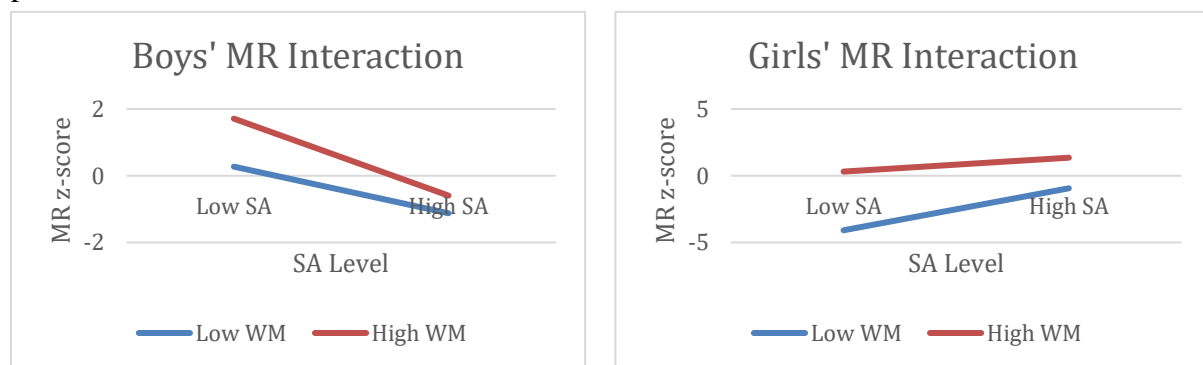 Boys' MR Interaction
2
0
-2
MR z-score
Low SA
High SA
SA Level
Low WM
High WM
Girls' MR Interaction
5
0
-5
MR z-score
Low SA
High SA
SA Level
Low WM
High WM